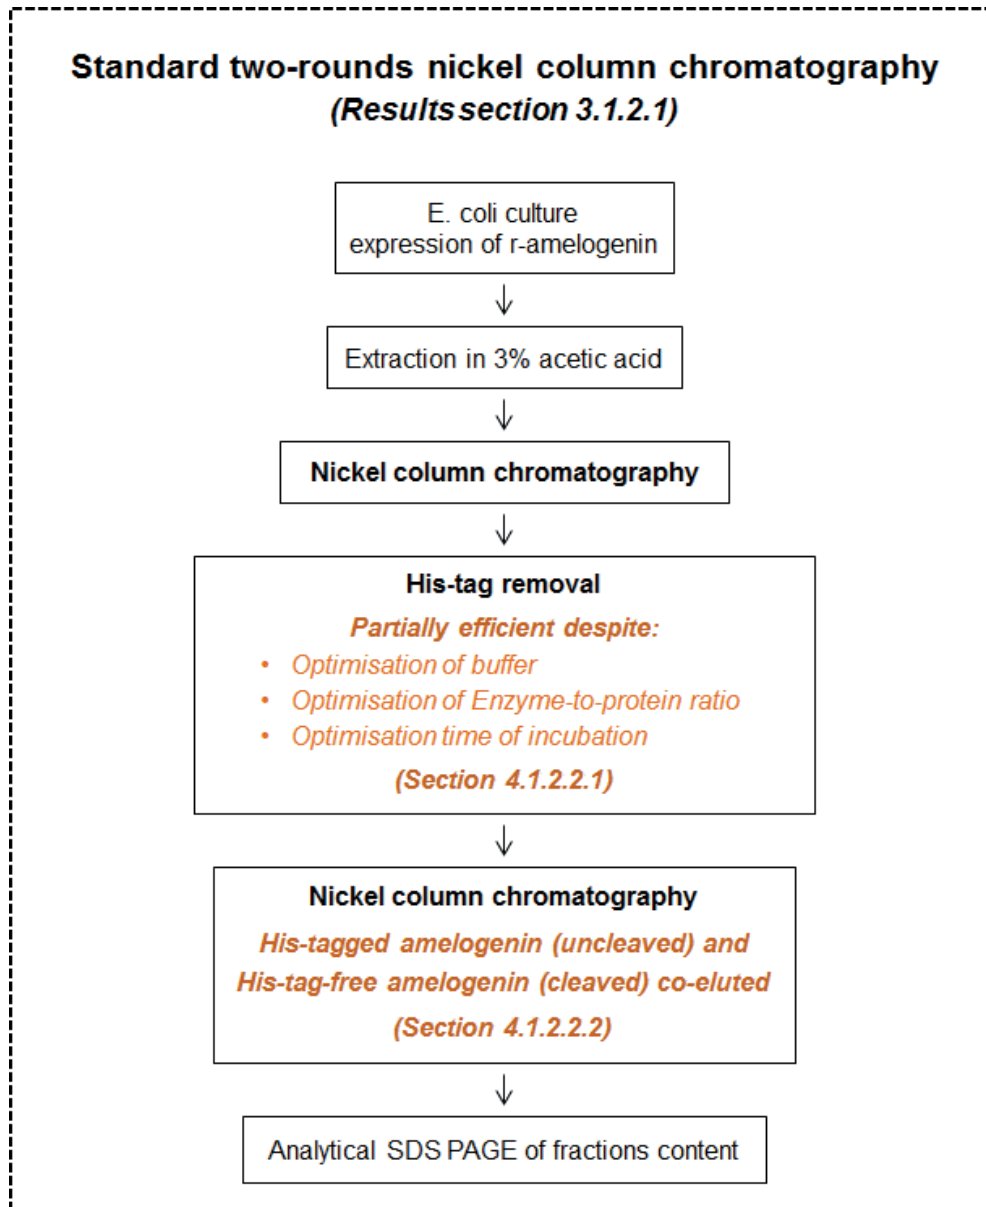 Standard two-rounds nickel column chromatography
(Results section 3.1.2.1)
E. coli culture
expression of r-amelogenin
Extraction in 3% acetic acid
Nickel column chromatography
His-tag removal
Partially efficient despite:
• Optimisation of buffer
• Optimisation of Enzyme-to-protein ratio
• Optimisation time of incubation
(Section 4.1.2.2.1)
Nickel column chromatography
His-tagged amelogenin (uncleaved) and
His-tag-free amelogenin (cleaved) co-eluted
(Section 4.1.2.2.2)
Analytical SDS PAGE of fractions content